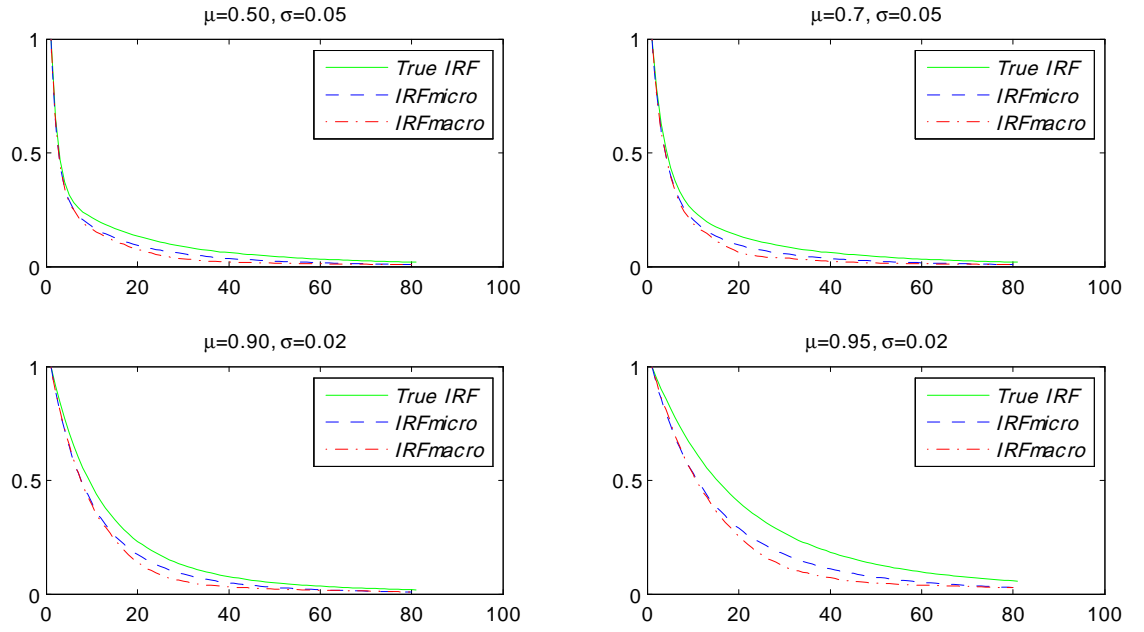 μ=0.50, σ=0.05
1
0.5
0
0 20 40 60 80 100
True IRF
IRFmicro
IRFmacro
μ=0.7, σ=0.05
1
0.5
0
0 20 40 60 80 100
True IRF
IRFmicro
IRFmacro
μ=0.90, σ=0.02
1
0.5
0
0 20 40 60 80 100
True IRF
IRFmicro
IRFmacro
μ=0.95, σ=0.02
1
0.5
0
0 20 40 60 80 100
True IRF
IRFmicro
IRFmacro